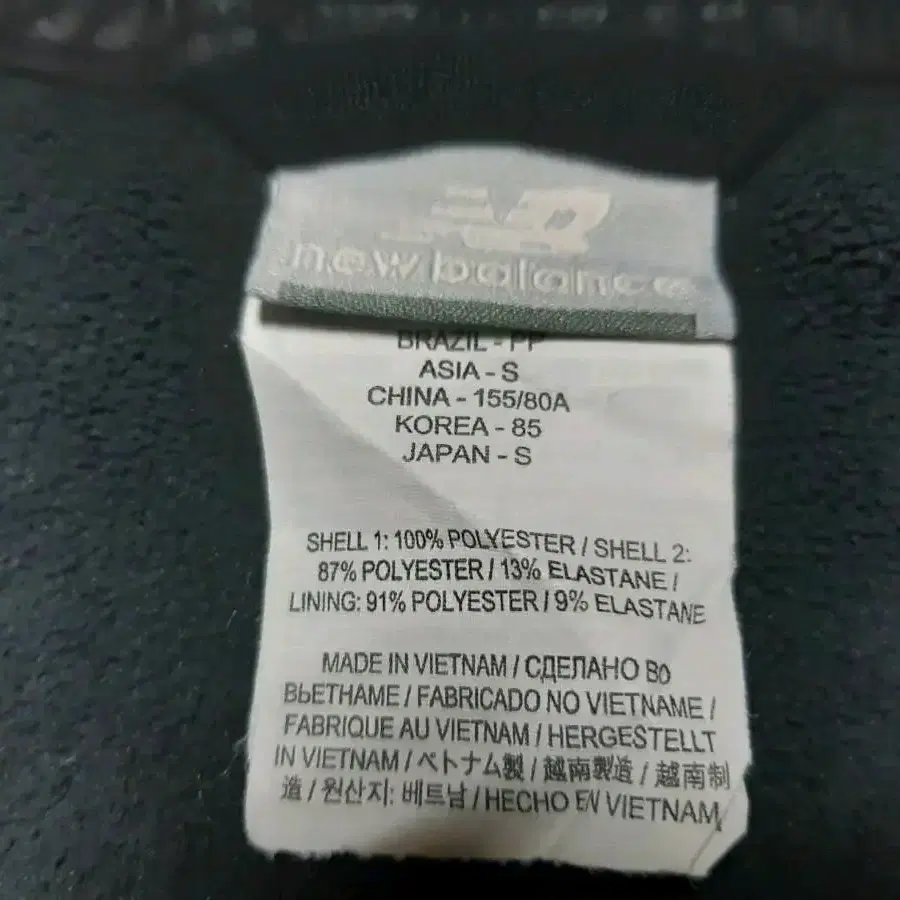 new balance
BRAZIL - PP
ASIA - S
CHINA - 155/80A
KOREA - 85
JAPAN - S
SHELL 1: 100% POLYESTER / SHELL 2:
87% POLYESTER / 13% ELASTANE /
LINING: 91% POLYESTER / 9% ELASTANE
MADE IN VIETNAM / СДЕЛАНО ВО
ВЬЕТНАМЕ / FABRICADO NO VIETNAME /
FABRIQUE AU VIETNAM / HERGESTELLT
IN VIETNAM / ベトナム製 / 越南製造 / 越南制
造 / 원산지: 베트남 / HECHO EN VIETNAM